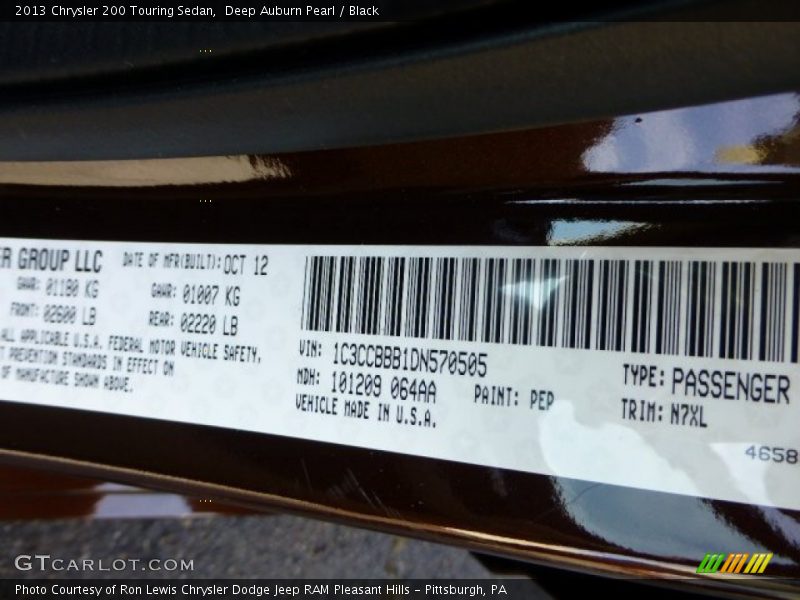 2013 Chrysler 200 Touring Sedan, Deep Auburn Pearl / Black
ER GROUP LLC
DATE OF MFR(BUILT): OCT 12
GAWR: 01180 KG
GAWR: 01007 KG
FRONT: 02600 LB
REAR: 02220 LB
ALL APPLICABLE U.S.A. FEDERAL MOTOR VEHICLE SAFETY,
T PREVENTION STANDARDS IN EFFECT ON
OF MANUFACTURE SHOWN ABOVE.
VIN: 1C3CCBBB1DN570505
TYPE: PASSENGER
MDH: 101209 064AA
PAINT: PEP
TRIM: N7XL
VEHICLE MADE IN U.S.A.
4658
GTCARLOT.COM
Photo Courtesy of Ron Lewis Chrysler Dodge Jeep RAM Pleasant Hills - Pittsburgh, PA